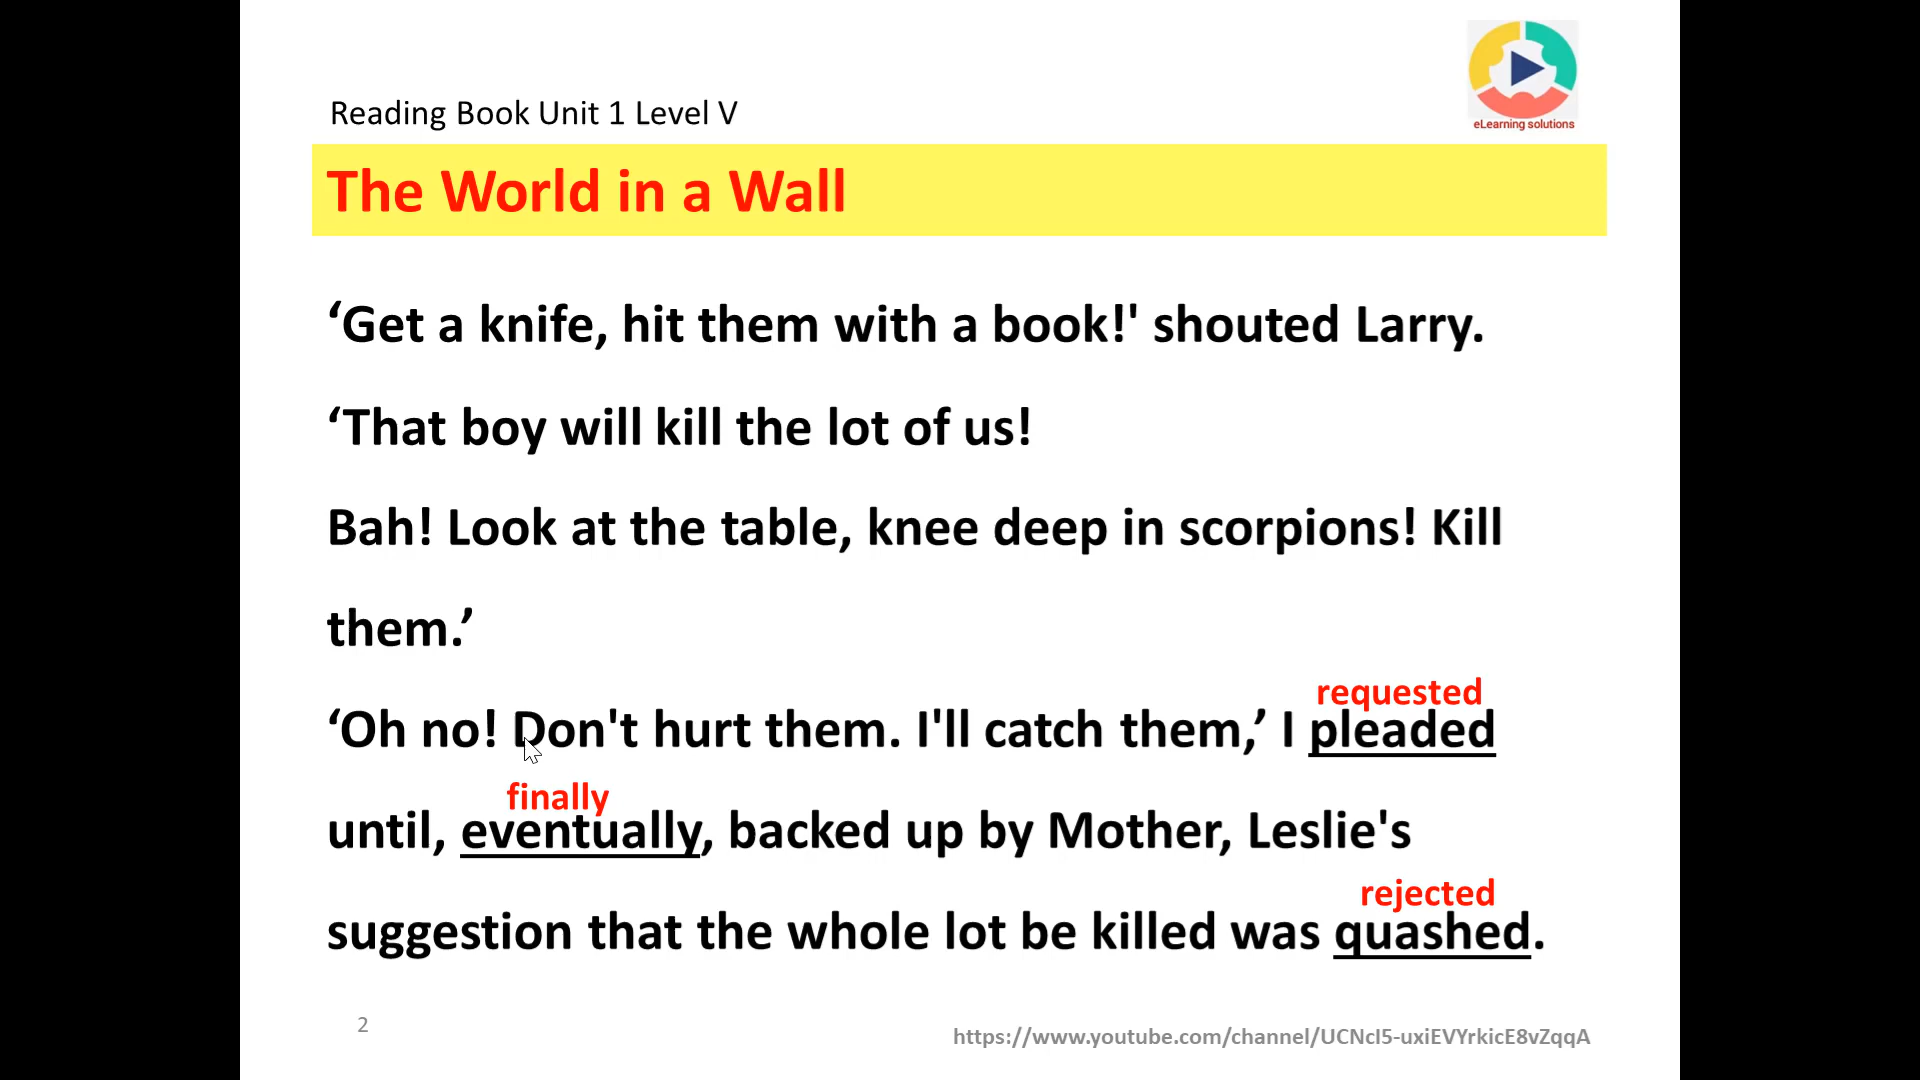 eLearning solutions
Reading Book Unit 1 Level V
The World in a Wall
‘Get a knife, hit them with a book!' shouted Larry.
‘That boy will kill the lot of us!
Bah! Look at the table, knee deep in scorpions! Kill
them.’
requested
‘Oh no! Don't hurt them. I'll catch them,’ I pleaded
finally
until, eventually, backed up by Mother, Leslie's
rejected
suggestion that the whole lot be killed was quashed.
2
https://www.youtube.com/channel/UCNcI5-uxiEVYrkicE8vZqqA